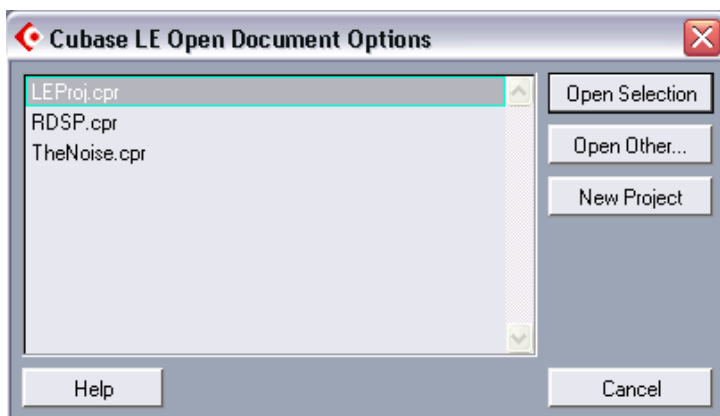 Cubase LE Open Document Options
LEProj.cpr
RDSP.cpr
TheNoise.cpr
Open Selection
Open Other...
New Project
Help
Cancel